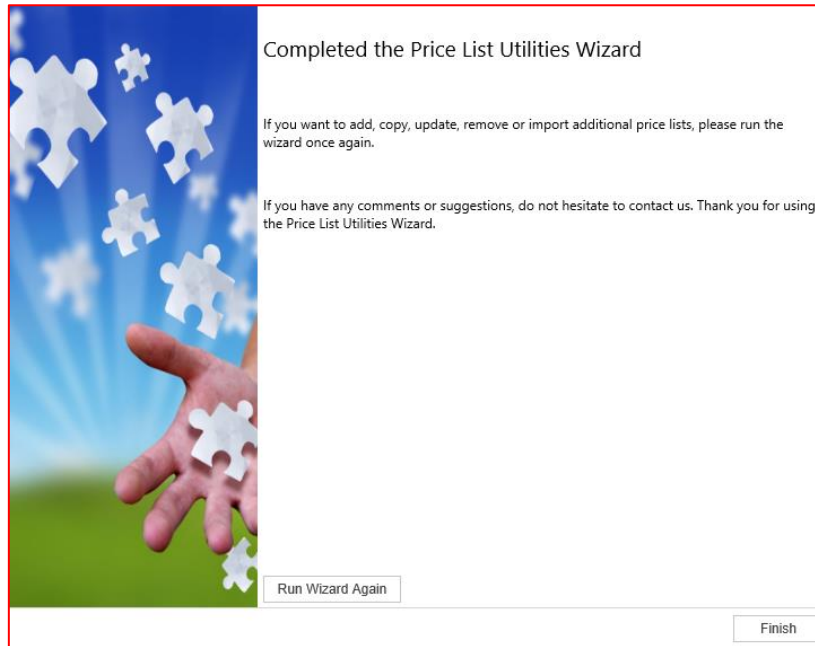 Completed the Price List Utilities Wizard
If you want to add, copy, update, remove or import additional price lists, please run the
wizard once again.
If you have any comments or suggestions, do not hesitate to contact us. Thank you for using
the Price List Utilities Wizard.
Run Wizard Again
Finish